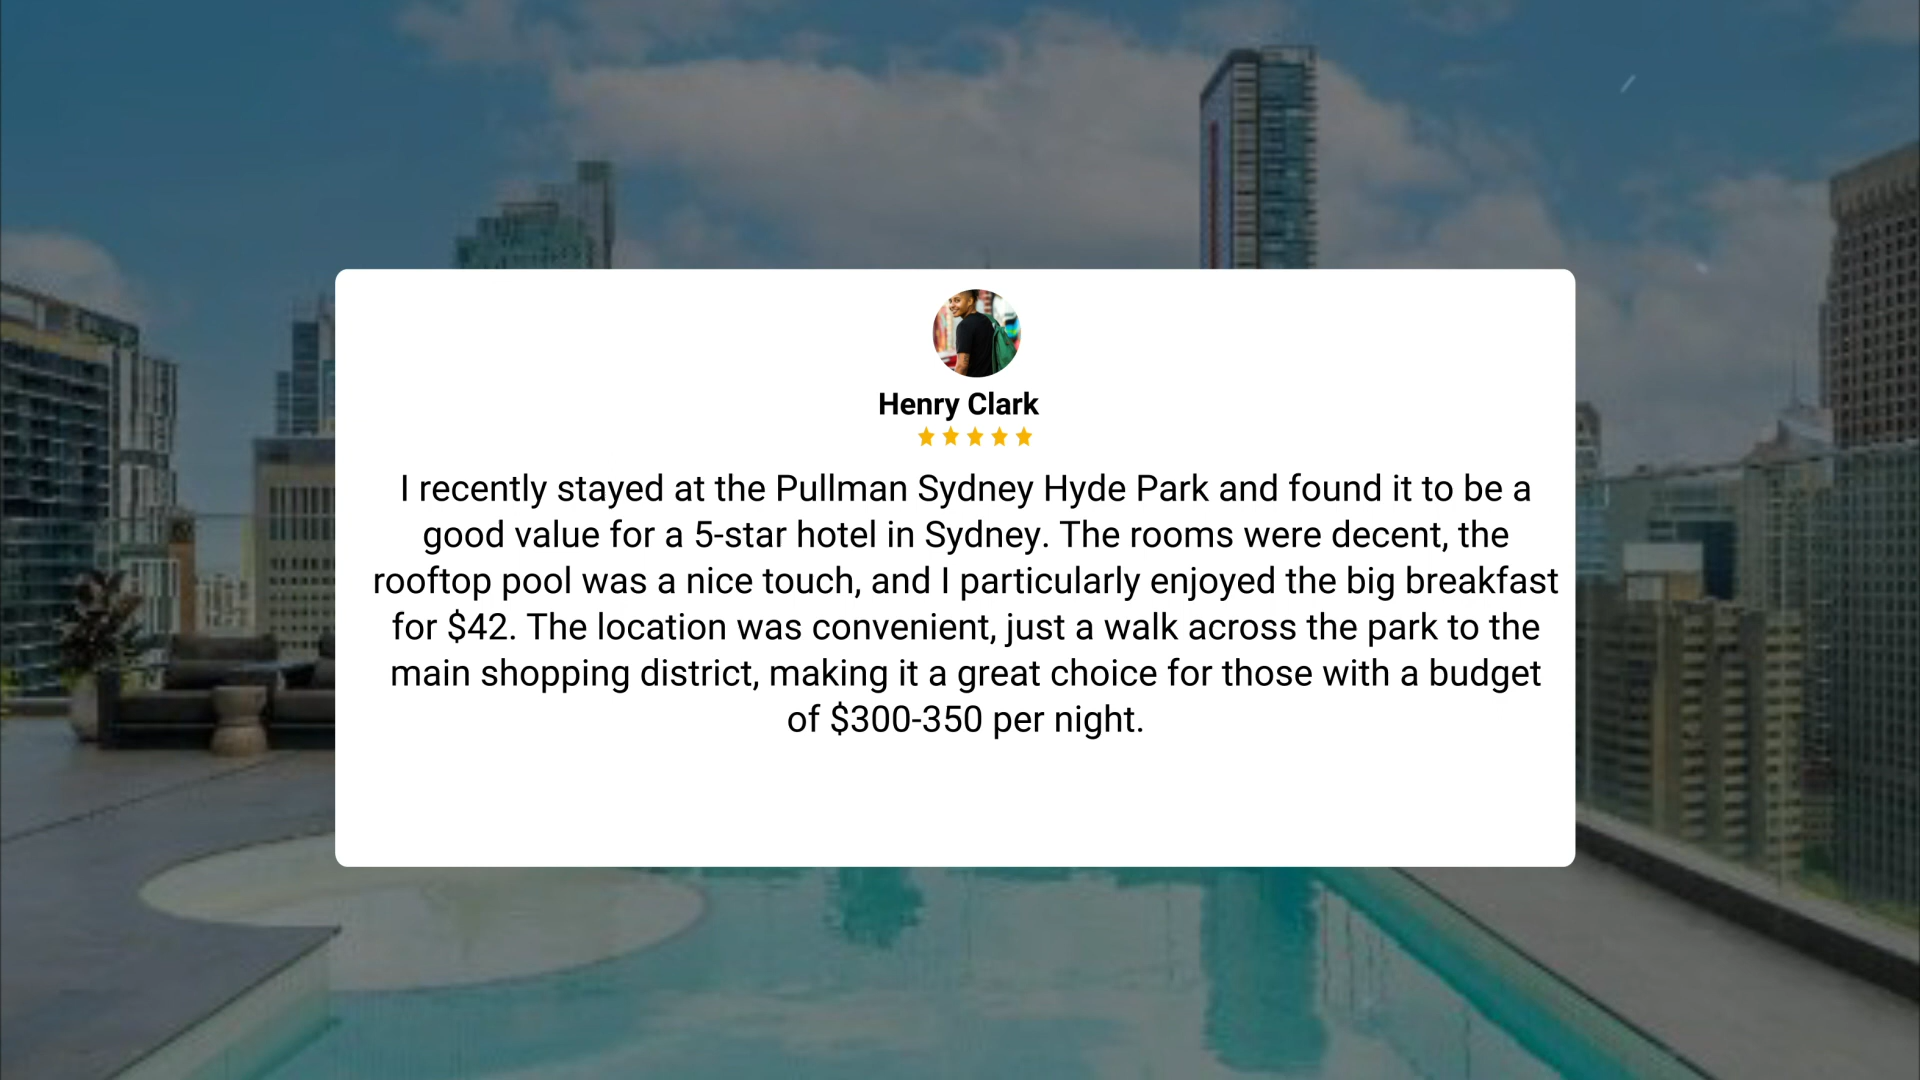 Henry Clark
I recently stayed at the Pullman Sydney Hyde Park and found it to be a
good value for a 5-star hotel in Sydney. The rooms were decent, the
rooftop pool was a nice touch, and I particularly enjoyed the big breakfast
for $42. The location was convenient, just a walk across the park to the
main shopping district, making it a great choice for those with a budget
of $300-350 per night.